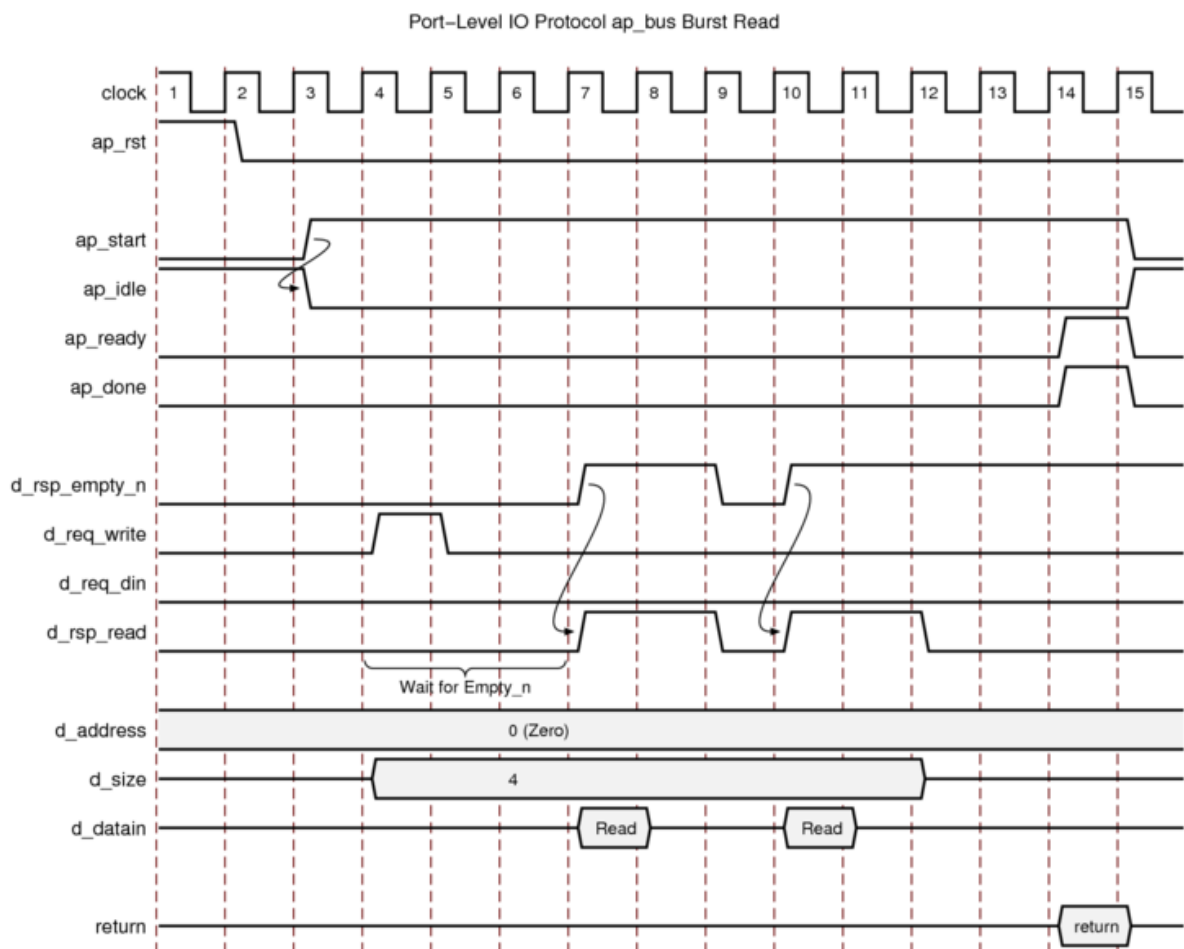 Port-Level IO Protocol ap_bus Burst Read
clock 1 2 3 4 5 6 7 8 9 10 11 12 13 14 15
ap_rst
ap_start
ap_idle
ap_ready
ap_done
d_rsp_empty_n
d_req_write
d_req_din
d_rsp_read
Wait for Empty_n
d_address 0 (Zero)
d_size 4
d_datain Read Read
return return